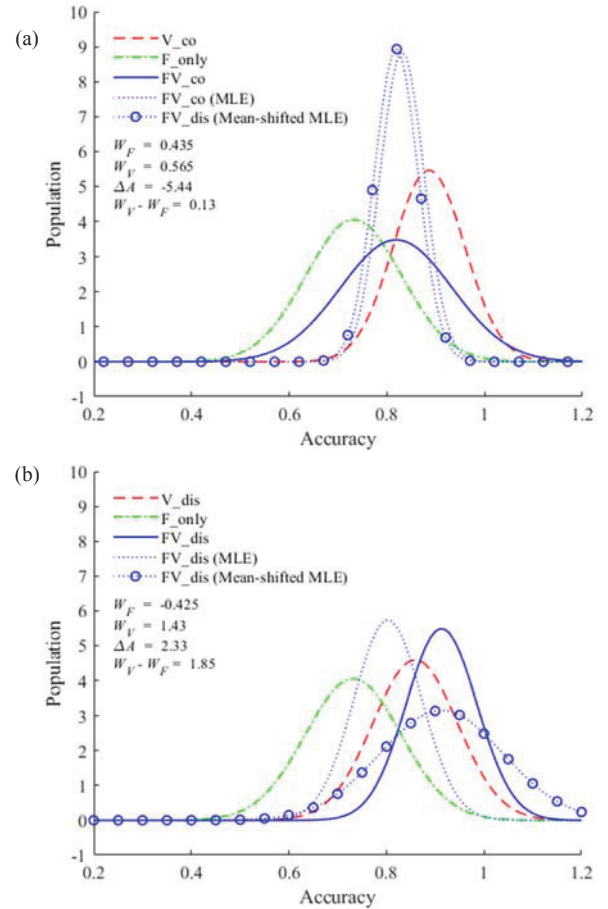 (a)
10
9
8
7
6
5
4
3
2
1
0
-1
Population
V_co
F_only
FV_co
FV_co (MLE)
FV_dis (Mean-shifted MLE)
W_F = 0.435
W_V = 0.565
ΔA = -5.44
W_V - W_F = 0.13
0.2 0.4 0.6 0.8 1 1.2
Accuracy
(b)
10
9
8
7
6
5
4
3
2
1
0
-1
Population
V_dis
F_only
FV_dis
FV_dis (MLE)
FV_dis (Mean-shifted MLE)
W_F = -0.425
W_V = 1.43
ΔA = 2.33
W_V - W_F = 1.85
0.2 0.4 0.6 0.8 1 1.2
Accuracy